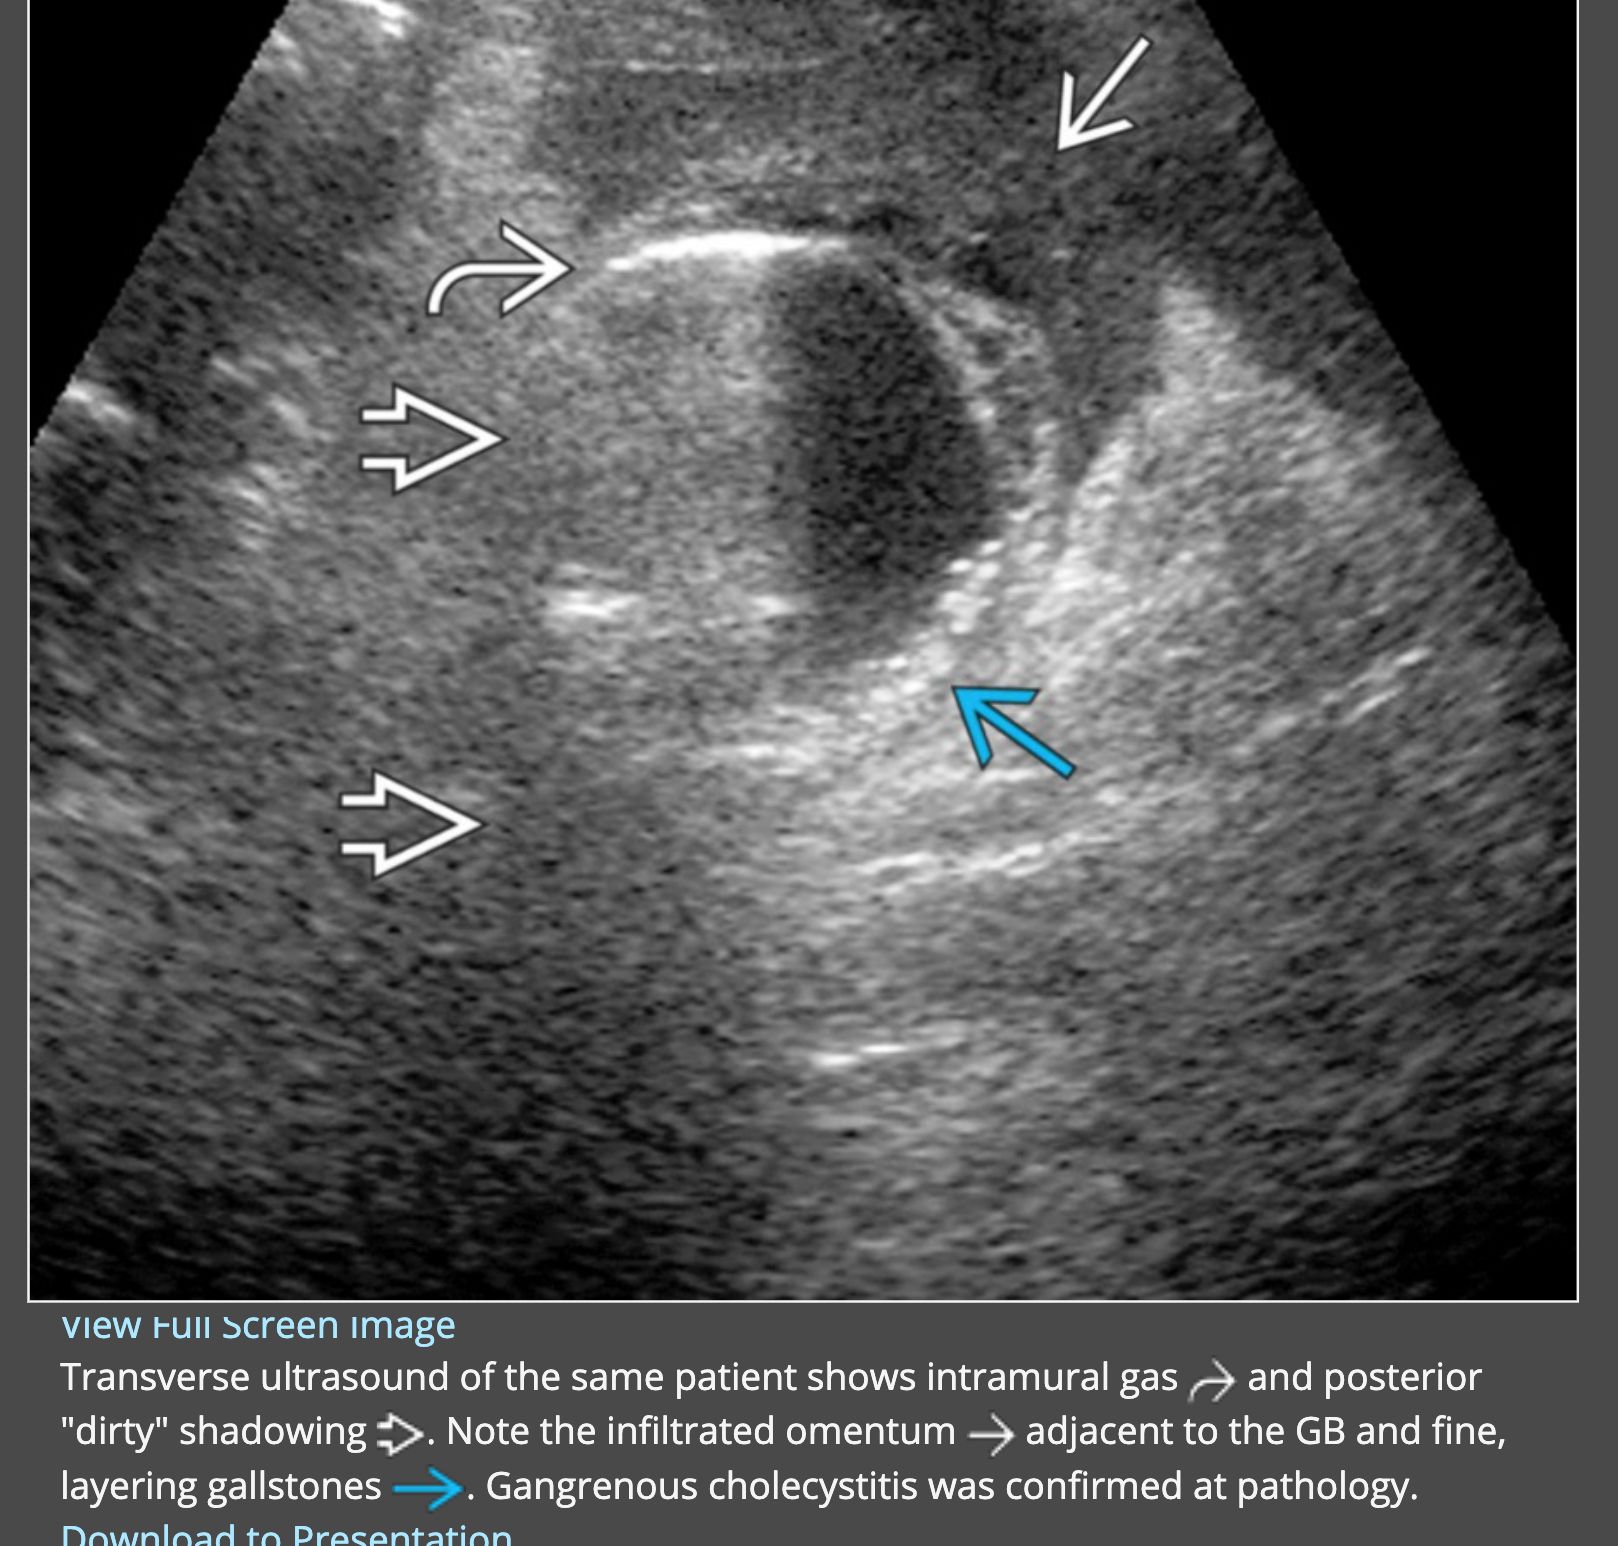 View Full Screen Image
Transverse ultrasound of the same patient shows intramural gas and posterior
"dirty" shadowing . Note the infiltrated omentum adjacent to the GB and fine,
layering gallstones . Gangrenous cholecystitis was confirmed at pathology.
Download to Presentation